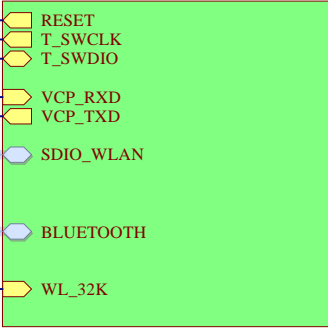 RESET
T_SWCLK
T_SWDIO
VCP_RXD
VCP_TXD
SDIO_WLAN
BLUETOOTH
WL_32K